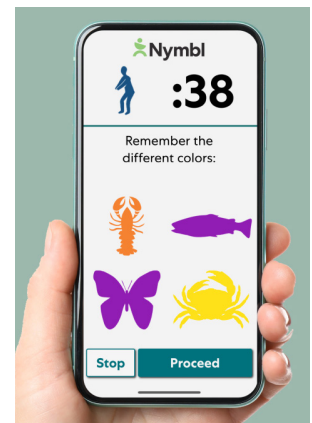 Nymbl
:38
Remember the
different colors:
Stop
Proceed